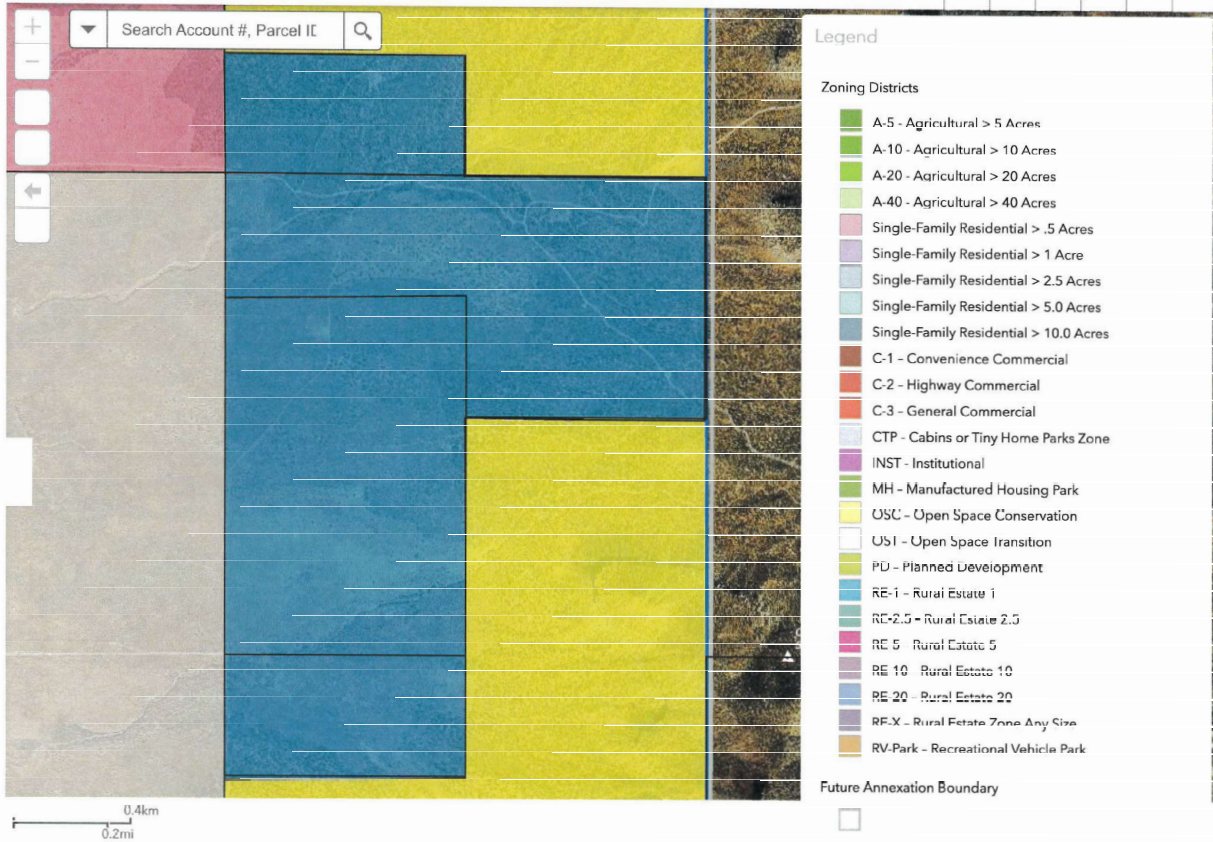 +
Search Account #, Parcel ID
−
Legend
Zoning Districts
A-5 - Agricultural > 5 Acres
A-10 - Agricultural > 10 Acres
A-20 - Agricultural > 20 Acres
A-40 - Agricultural > 40 Acres
Single-Family Residential > .5 Acres
Single-Family Residential > 1 Acre
Single-Family Residential > 2.5 Acres
Single-Family Residential > 5.0 Acres
Single-Family Residential > 10.0 Acres
C-1 - Convenience Commercial
C-2 - Highway Commercial
C-3 - General Commercial
CTP - Cabins or Tiny Home Parks Zone
INST - Institutional
MH - Manufactured Housing Park
OSC - Open Space Conservation
OST - Open Space Transition
PD - Planned Development
RE-1 - Rural Estate 1
RE-2.5 - Rural Estate 2.5
RE-5 - Rural Estate 5
RE-10 - Rural Estate 10
RE-20 - Rural Estate 20
RE-X - Rural Estate Zone Any Size
RV-Park - Recreational Vehicle Park
Future Annexation Boundary
0.4km
0.2mi